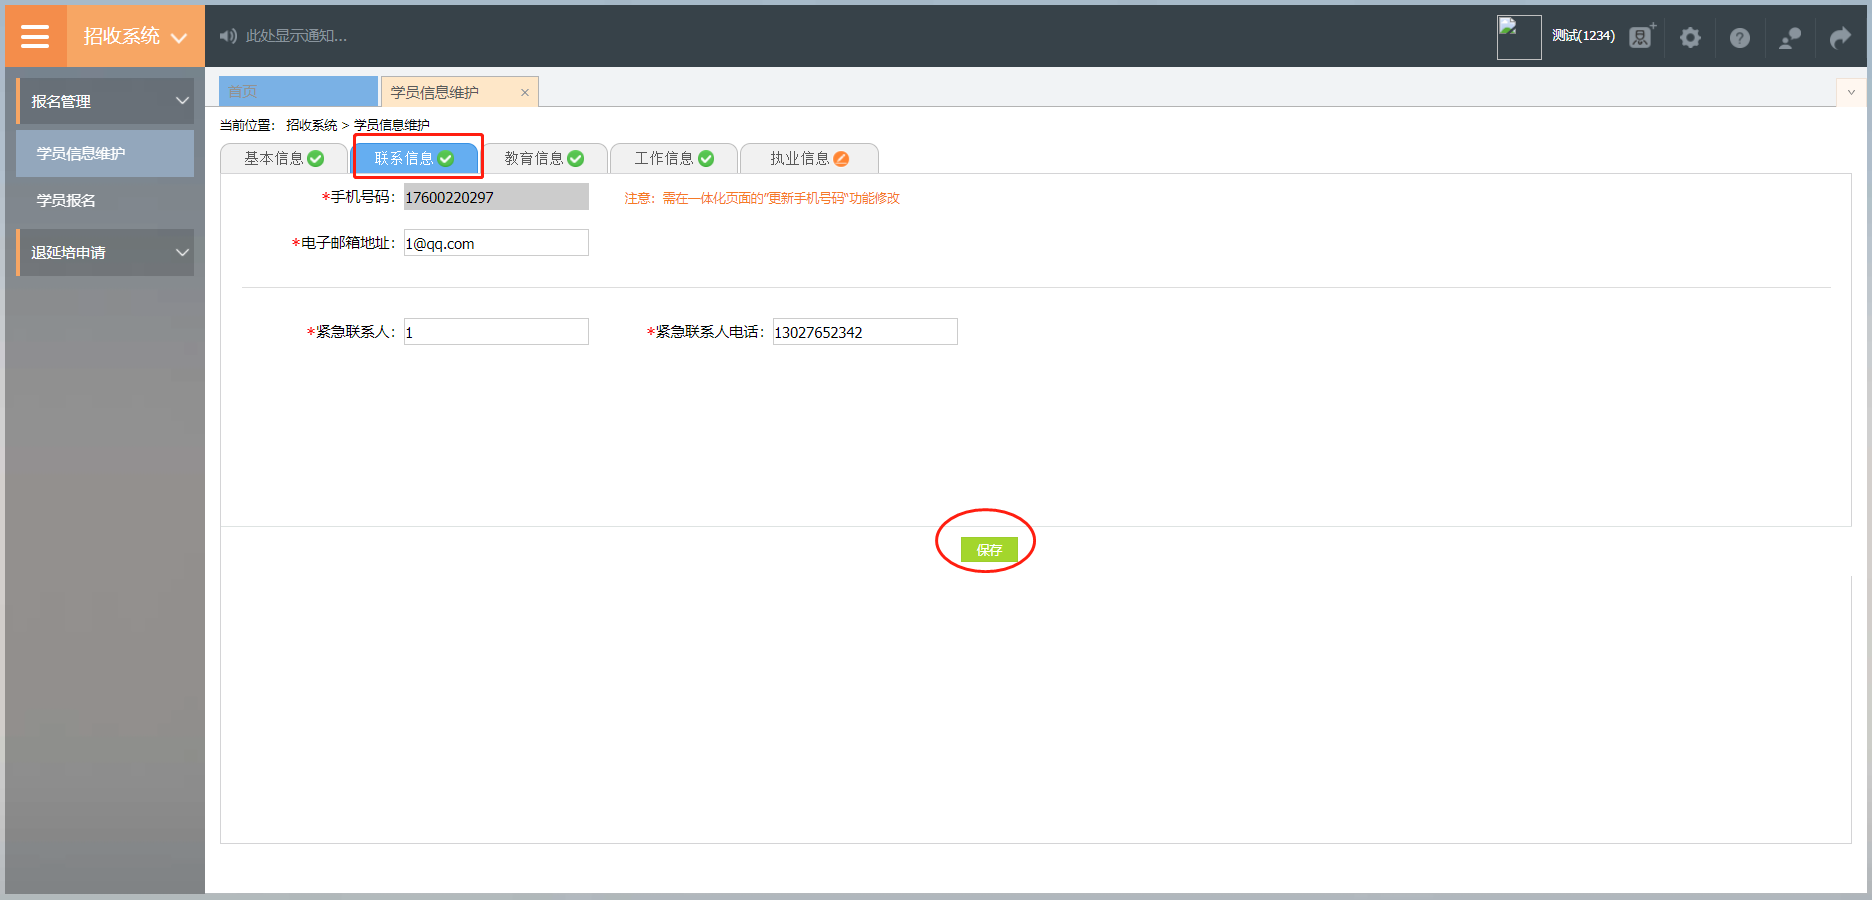 招收系统
此处显示通知...
测试(1234)
报名管理
学员信息维护
学员报名
退延培申请
首页
学员信息维护 ×
当前位置： 招收系统 > 学员信息维护
基本信息 联系信息 教育信息 工作信息 执业信息
*手机号码： 17600220297 注意：需在一体化页面的"更新手机号码"功能修改
*电子邮箱地址： 1@qq.com
*紧急联系人： 1 *紧急联系人电话： 13027652342
保存